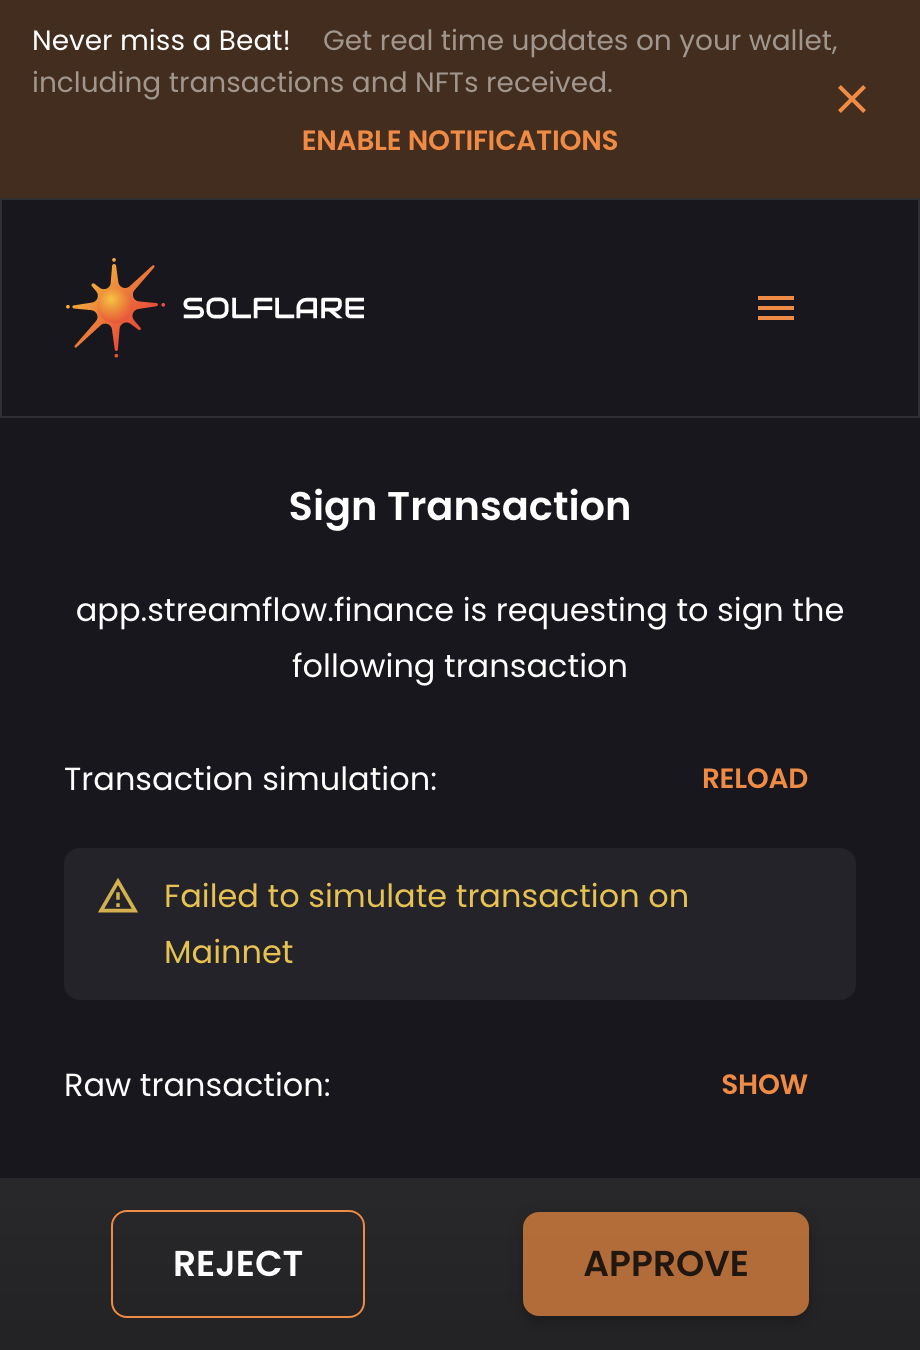 Never miss a Beat! Get real time updates on your wallet,
including transactions and NFTs received.
ENABLE NOTIFICATIONS
SOLFLARE
Sign Transaction
app.streamflow.finance is requesting to sign the
following transaction
Transaction simulation: RELOAD
Failed to simulate transaction on
Mainnet
Raw transaction: SHOW
REJECT APPROVE